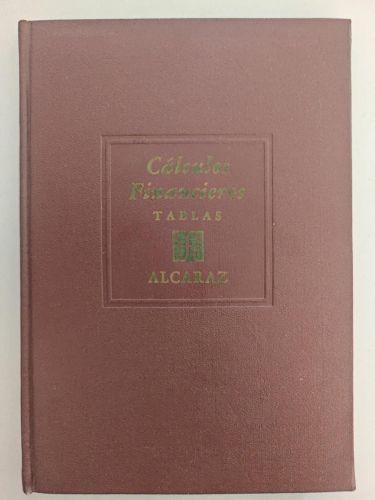 Cálculos
Financieros
TABLAS
ALCARAZ